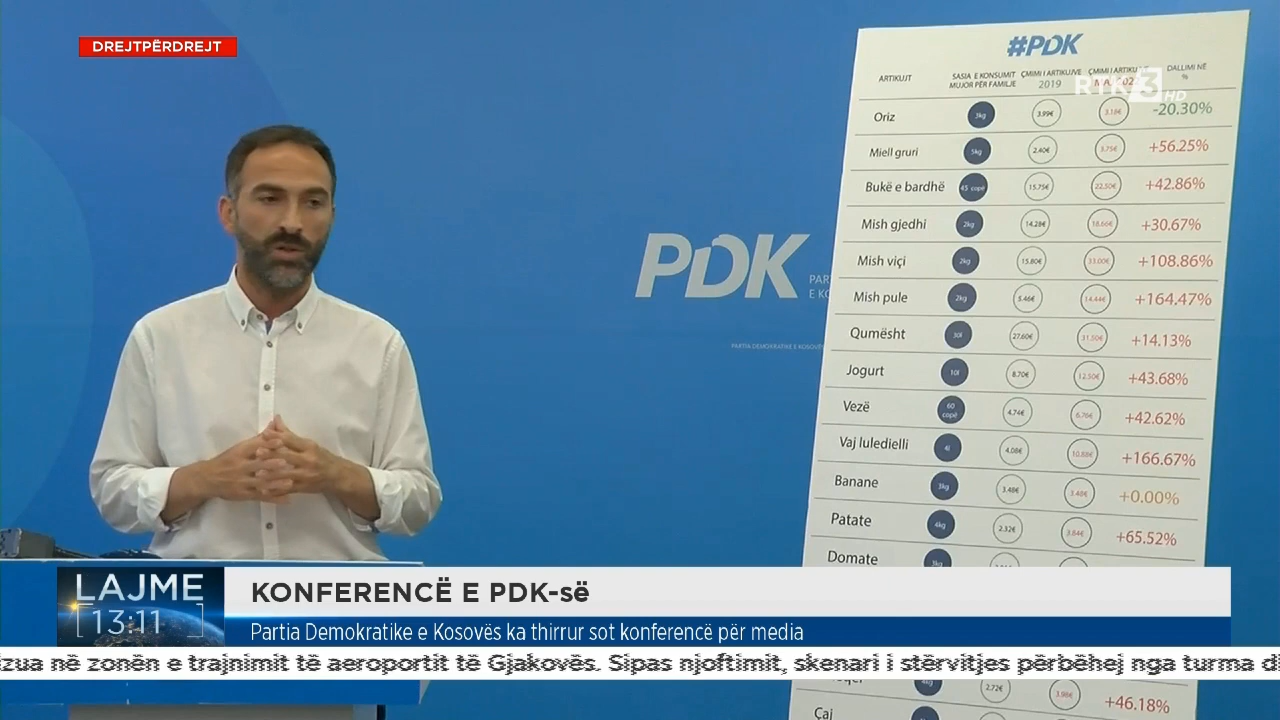 DREJTPËRDREJT
#PDK
ARTIKUJT SASIA E KONSUMIT MUJOR PËR FAMILJE ÇMIMI I ARTIKUJVE 2019 ÇMIMI I DALLIMI NË %
RTK3 HD
Oriz 3kg 3.99€ 3.18€ -20.30%
Miell gruri 5kg 2.40€ 3.75€ +56.25%
Bukë e bardhë 45 copë 15.75€ 22.50€ +42.86%
Mish gjedhi 2kg 14.28€ 18.66€ +30.67%
Mish viçi 2kg 15.80€ 33.00€ +108.86%
Mish pule 2kg 5.46€ 14.44€ +164.47%
Qumësht 30l 27.60€ 31.50€ +14.13%
Jogurt 10l 8.70€ 12.50€ +43.68%
Vezë 60 copë 4.74€ 6.76€ +42.62%
Vaj luledielli 4l 4.08€ 10.88€ +166.67%
Banane 3kg 3.48€ 3.48€ +0.00%
Patate 4kg 2.32€ 3.84€ +65.52%
Domate 3kg
PDK
PARTIA DEMOKRATIKE E KOSOVËS
LAJME
13:11
KONFERENCË E PDK-së
Partia Demokratike e Kosovës ka thirrur sot konferencë për media
në zonën e trajnimit të aeroportit të Gjakovës. Sipas njoftimit, skenari i stërvitjes përbëhej nga turma
4kg 2.72€ 3.98€ +46.18%
Çaj